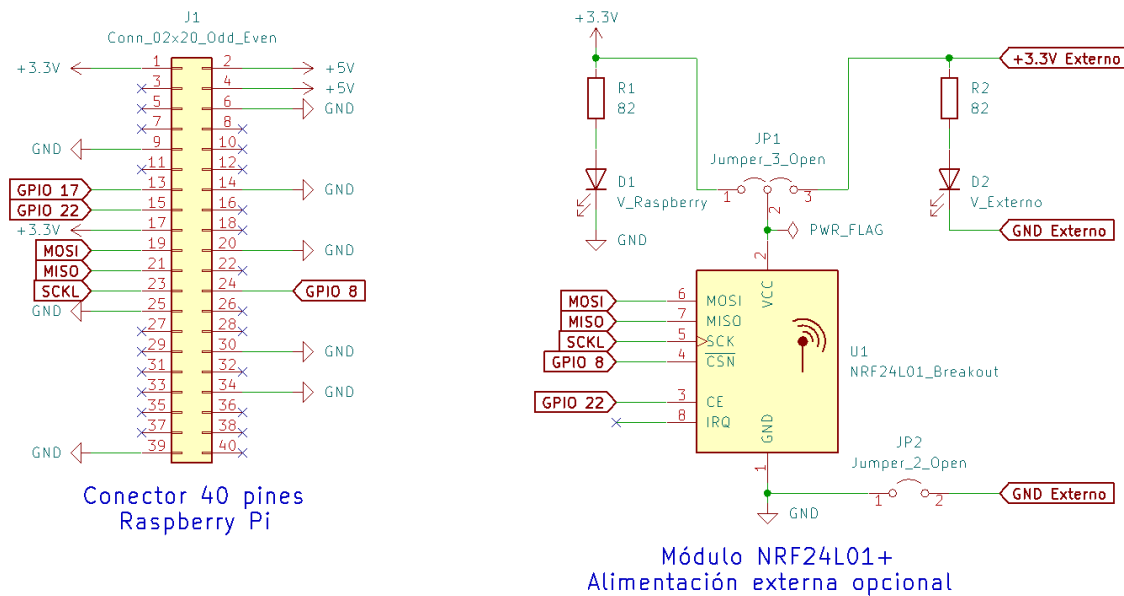 J1
Conn_02x20_Odd_Even
+3.3V 1 2 +5V
3 4 +5V
5 6 GND
7 8
GND 9 10
11 12
GPIO 17 13 14 GND
GPIO 22 15 16
+3.3V 17 18
MOSI 19 20 GND
MISO 21 22
SCKL 23 24 GPIO 8
GND 25 26
27 28
29 30 GND
31 32
33 34 GND
35 36
37 38
GND 39 40
Conector 40 pines
Raspberry Pi
+3.3V
+3.3V Externo
R1
82
R2
82
JP1
Jumper_3_Open
1 2 3
D1
V_Raspberry
GND
D2
V_Externo
GND Externo
PWR_FLAG
2
VCC
MOSI 6 MOSI
MISO 7 MISO
SCKL 5 SCK
GPIO 8 4 CSN
GPIO 22 3 CE
8 IRQ
GND
1
U1
NRF24L01_Breakout
JP2
Jumper_2_Open
1 2
GND Externo
GND
Módulo NRF24L01+
Alimentación externa opcional